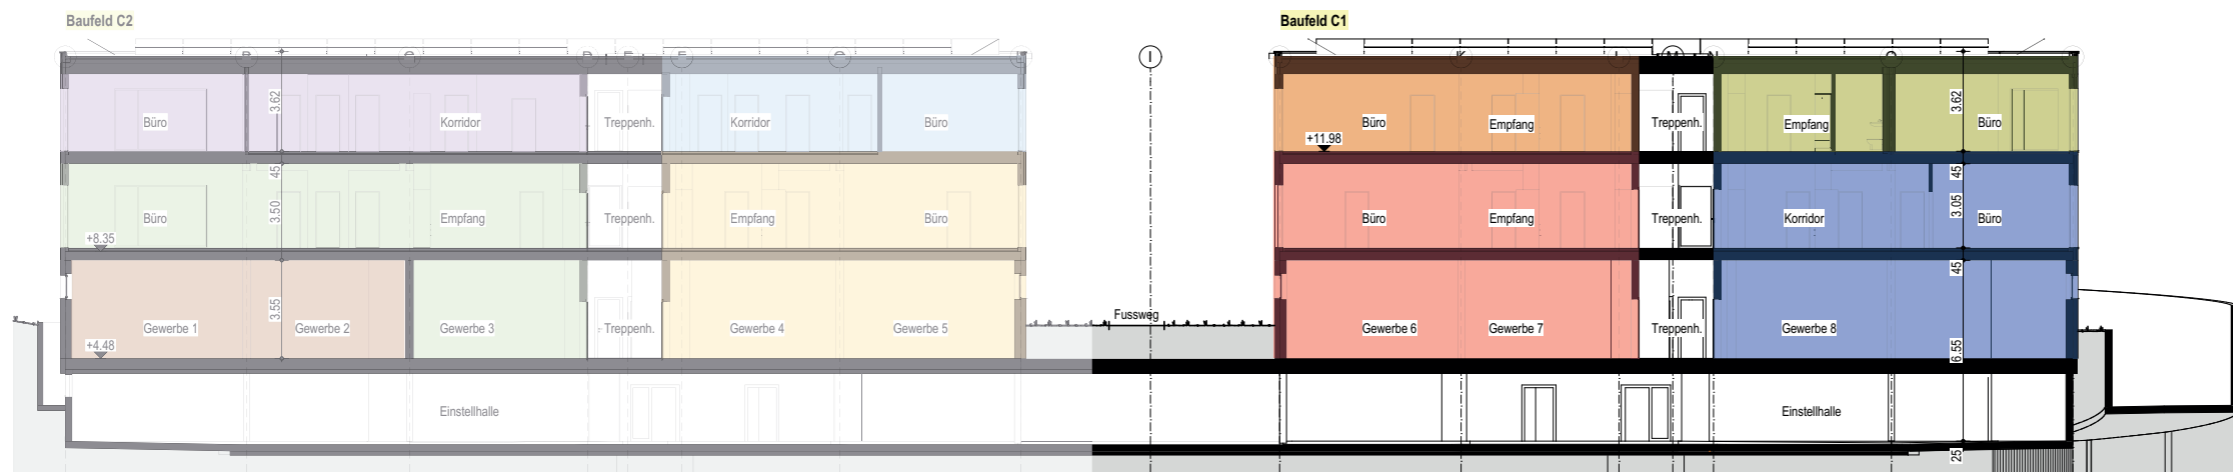 Baufeld C2
Baufeld C1
I
3.62
Büro
Korridor
Treppenh.
Korridor
Büro
+11.98
Büro
Empfang
Treppenh.
Empfang
Büro
3.62
45
3.50
Büro
Empfang
Treppenh.
Empfang
Büro
+8.35
Büro
Empfang
Treppenh.
Korridor
Büro
45
3.05
45
3.55
Gewerbe 1
Gewerbe 2
Gewerbe 3
Treppenh.
Gewerbe 4
Gewerbe 5
+4.48
Fussweg
Gewerbe 6
Gewerbe 7
Treppenh.
Gewerbe 8
6.55
Einstellhalle
Einstellhalle
25